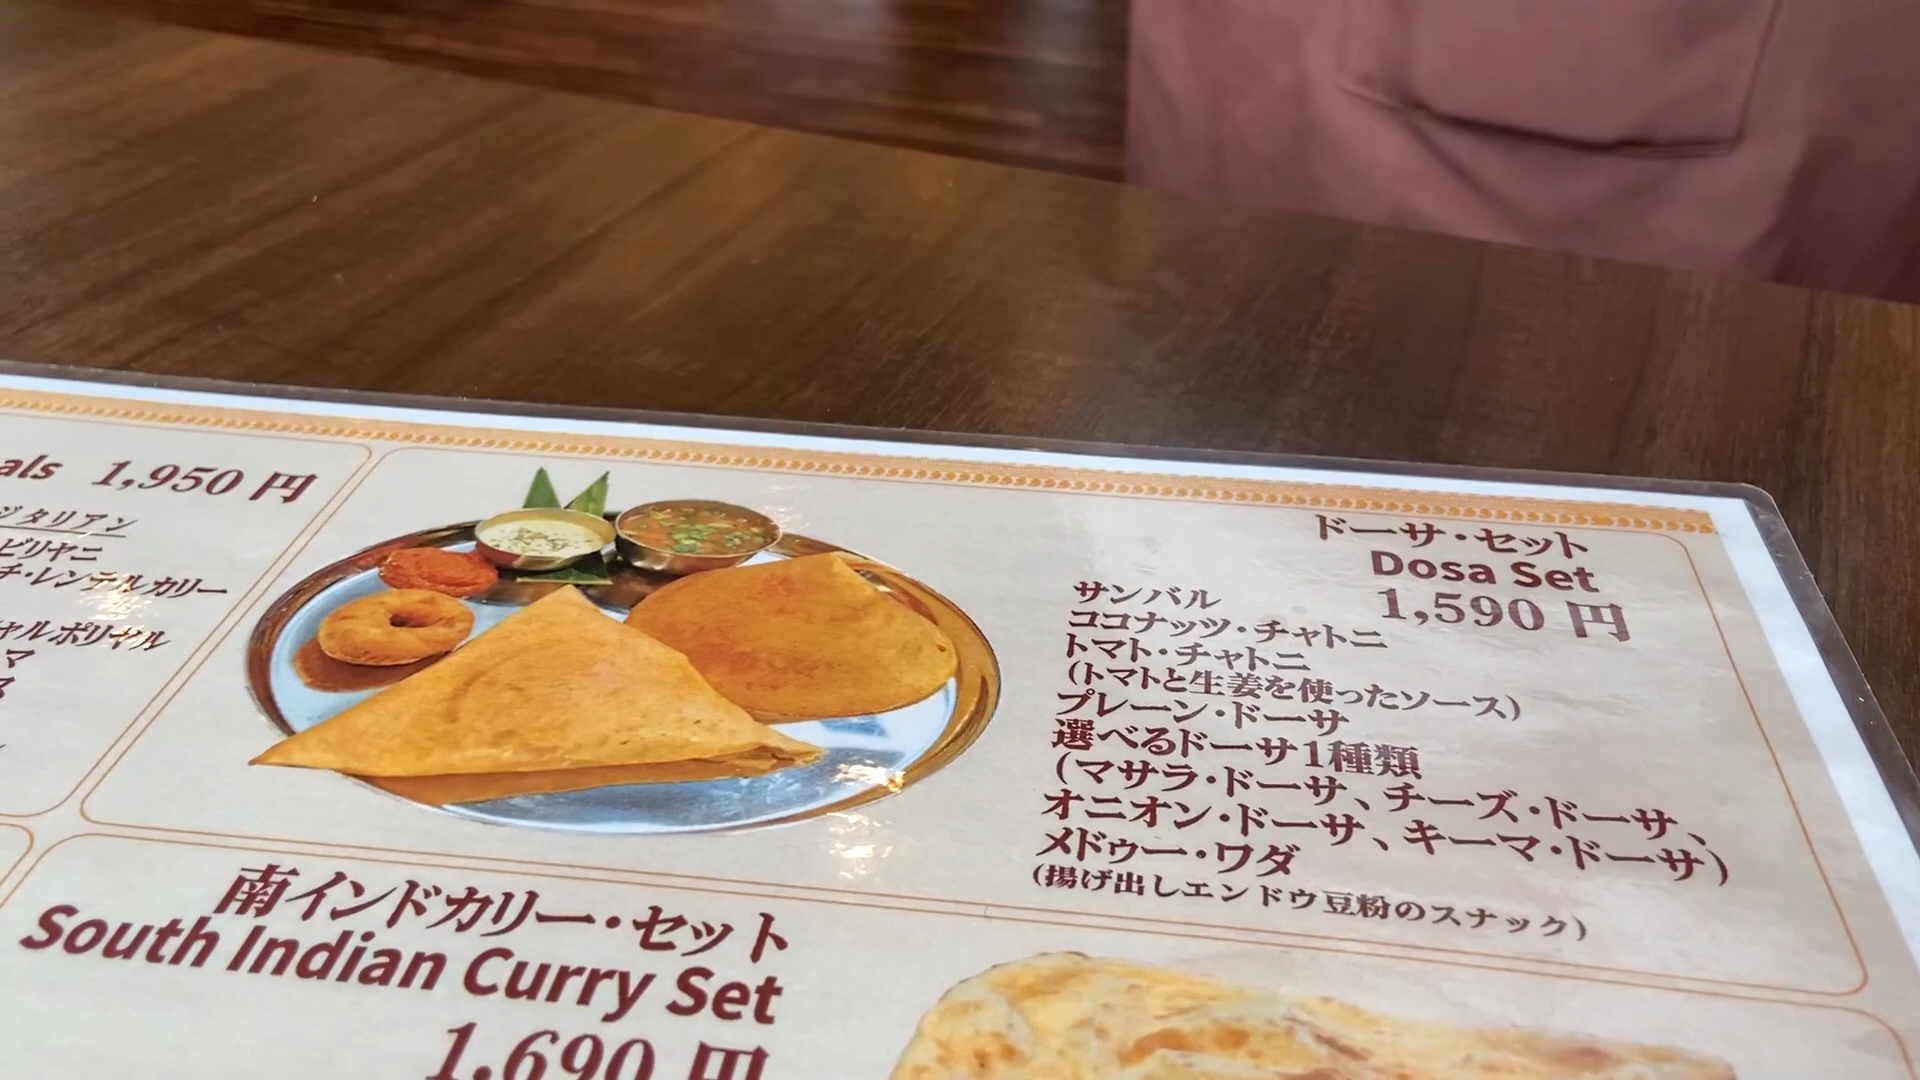 als 1,950 円
ジタリアン
ビリヤニ
チ・レンテルカリー
ャルポリヤル
マ
ドーサ・セット
Dosa Set
1,590 円
サンバル
ココナッツ・チャトニ
トマト・チャトニ
(トマトと生姜を使ったソース)
プレーン・ドーサ
選べるドーサ1種類
(マサラ・ドーサ、チーズ・ドーサ、
オニオン・ドーサ、キーマ・ドーサ)
メドゥー・ワダ
(揚げ出しエンドウ豆粉のスナック)
南インドカリー・セット
South Indian Curry Set
1,690 円